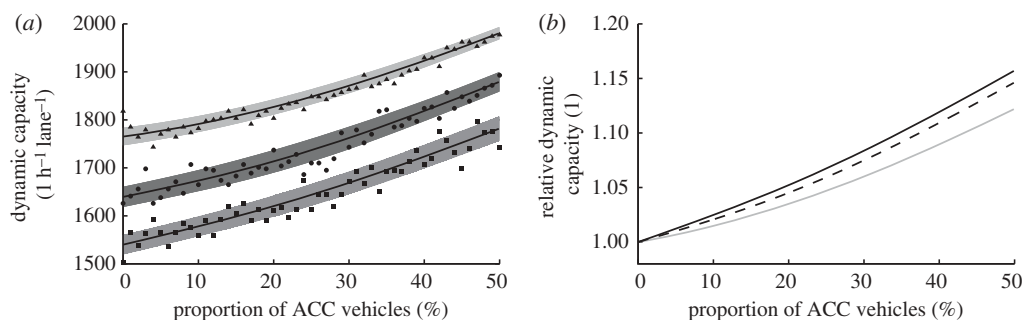 (a)
2000
1900
1800
1700
1600
1500
dynamic capacity
(1 h⁻¹ lane⁻¹)
0 10 20 30 40 50
proportion of ACC vehicles (%)
(b)
1.20
1.15
1.10
1.05
1.00
relative dynamic
capacity (1)
0 10 20 30 40 50
proportion of ACC vehicles (%)